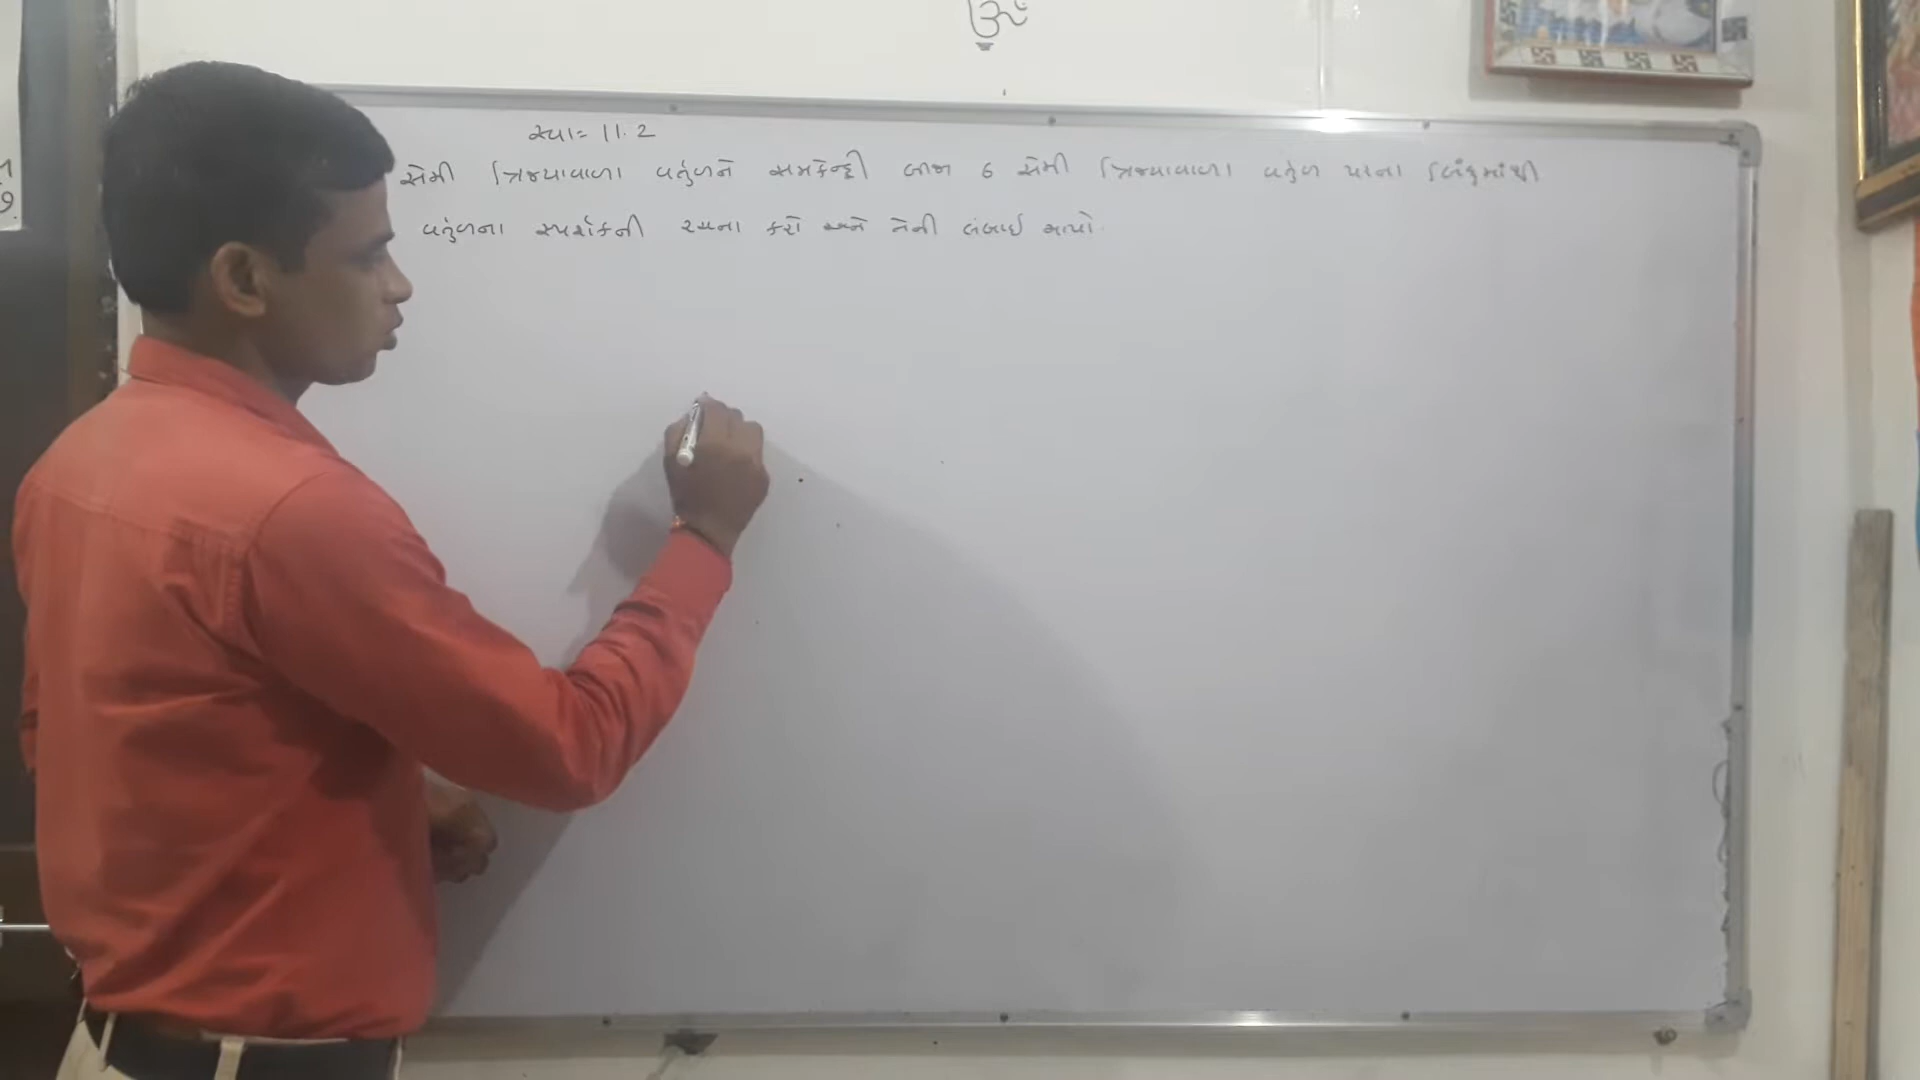 ૐ
સ્વા= 11.2
સેમી ત્રિજ્યાવાળા વર્તુળને સમકેન્દ્રી બીજા 6 સેમી ત્રિજ્યાવાળા વર્તુળ પરના બિંદુમાંથી
વર્તુળના સ્પર્શકની રચના કરો અને તેની લંબાઈ માપો.